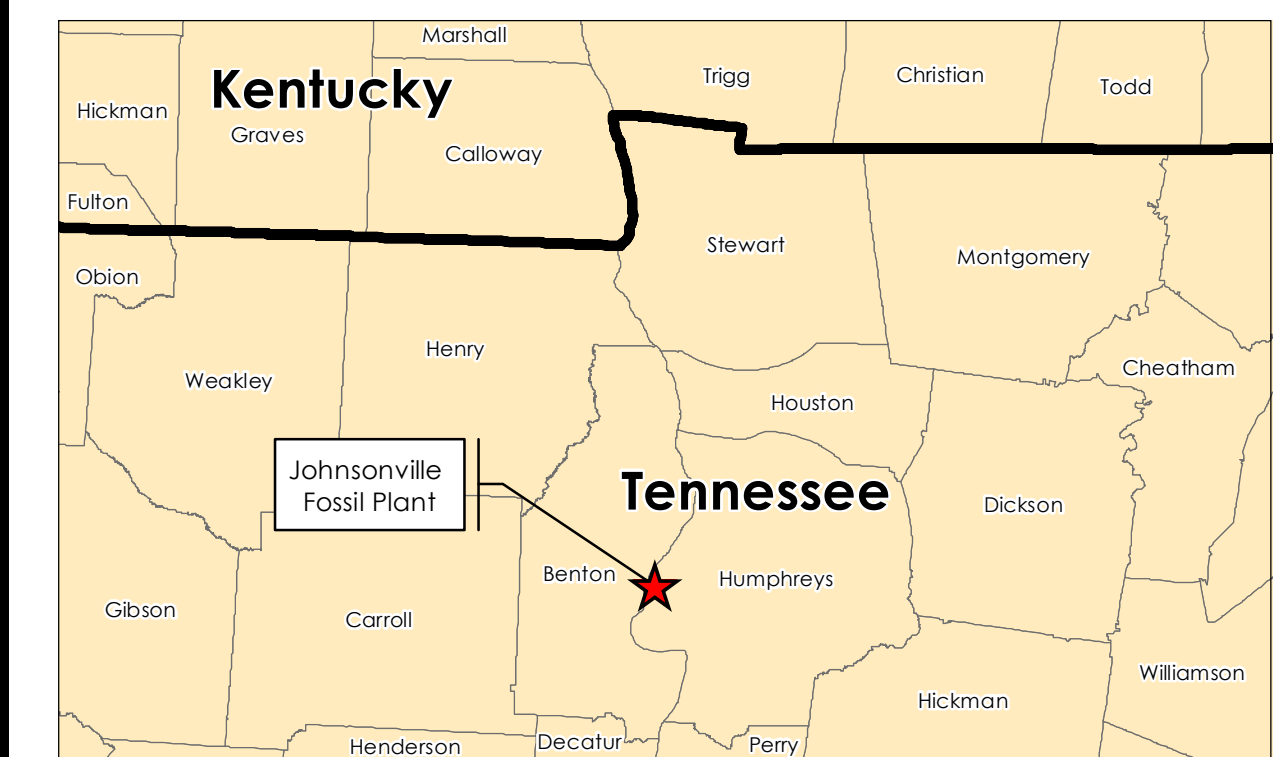 Marshall
Trigg
Christian
Todd
Kentucky
Hickman
Graves
Calloway
Fulton
Stewart
Montgomery
Obion
Henry
Cheatham
Weakley
Houston
Johnsonville
Fossil Plant
Tennessee
Dickson
Benton
Humphreys
Gibson
Carroll
Williamson
Hickman
Henderson
Decatur
Perry